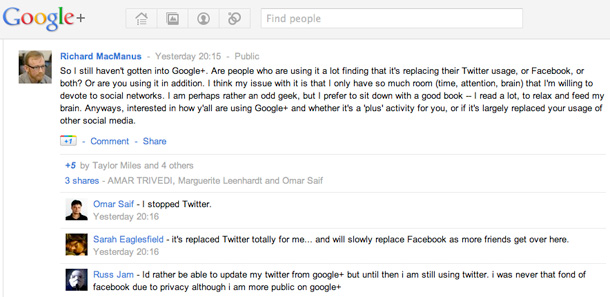 Google+
Find people
Richard MacManus - Yesterday 20:15 - Public
So I still haven't gotten into Google+. Are people who are using it a lot finding that it's replacing their Twitter usage, or Facebook, or
both? Or are you using it in addition. I think my issue with it is that I only have so much room (time, attention, brain) that I'm willing to
devote to social networks. I am perhaps rather an odd geek, but I prefer to sit down with a good book -- I read a lot, to relax and feed my
brain. Anyways, interested in how y'all are using Google+ and whether it's a 'plus' activity for you, or if it's largely replaced your usage of
other social media.
+1 - Comment - Share
+5 by Taylor Miles and 4 others
3 shares - AMAR TRIVEDI, Marguerite Leenhardt and Omar Saif
Omar Saif - I stopped Twitter.
Yesterday 20:16
Sarah Eaglesfield - it's replaced Twitter totally for me... and will slowly replace Facebook as more friends get over here.
Yesterday 20:16
Russ Jam - Id rather be able to update my twitter from google+ but until then i am still using twitter. i was never that fond of
facebook due to privacy although i am more public on google+